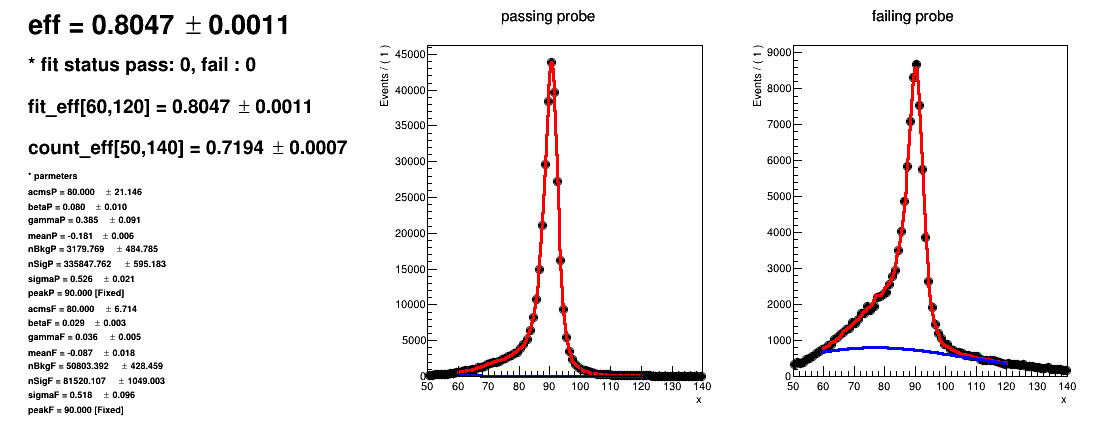 eff = 0.8047 ± 0.0011
* fit status pass: 0, fail : 0
fit_eff[60,120] = 0.8047 ± 0.0011
count_eff[50,140] = 0.7194 ± 0.0007
* parmeters
acmsP = 80.000 ± 21.146
betaP = 0.080 ± 0.010
gammaP = 0.385 ± 0.091
meanP = -0.181 ± 0.006
nBkgP = 3179.769 ± 484.785
nSigP = 335847.762 ± 595.183
sigmaP = 0.526 ± 0.021
peakP = 90.000 [Fixed]
acmsF = 80.000 ± 6.714
betaF = 0.029 ± 0.003
gammaF = 0.036 ± 0.005
meanF = -0.087 ± 0.018
nBkgF = 50803.392 ± 428.459
nSigF = 81520.107 ± 1049.003
sigmaF = 0.518 ± 0.096
peakF = 90.000 [Fixed]
passing probe
Events / ( 1 )
45000
40000
35000
30000
25000
20000
15000
10000
5000
0
50 60 70 80 90 100 110 120 130 140
x
failing probe
Events / ( 1 )
9000
8000
7000
6000
5000
4000
3000
2000
1000
0
50 60 70 80 90 100 110 120 130 140
x